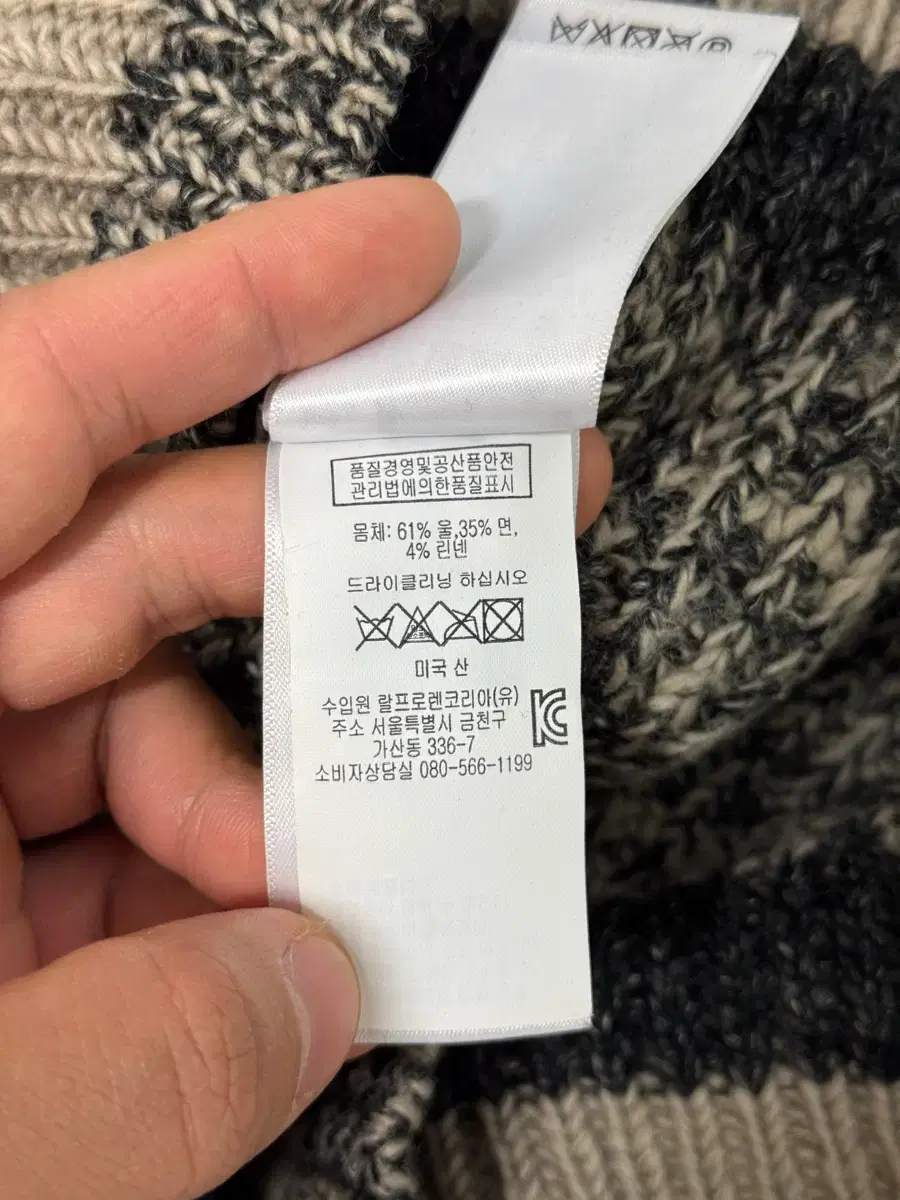 품질경영및공산품안전
관리법에의한품질표시
몸체: 61% 울,35% 면,
4% 린넨
드라이클리닝 하십시오
미국 산
수입원 랄프로렌코리아(유)
주소 서울특별시 금천구
가산동 336-7
소비자상담실 080-566-1199